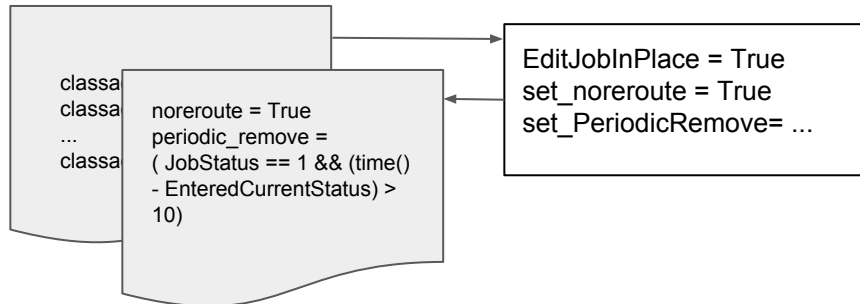 classa
classa
...
classa
noreroute = True
periodic_remove =
( JobStatus == 1 && (time()
- EnteredCurrentStatus) >
10)
EditJobInPlace = True
set_noreroute = True
set_PeriodicRemove= ...